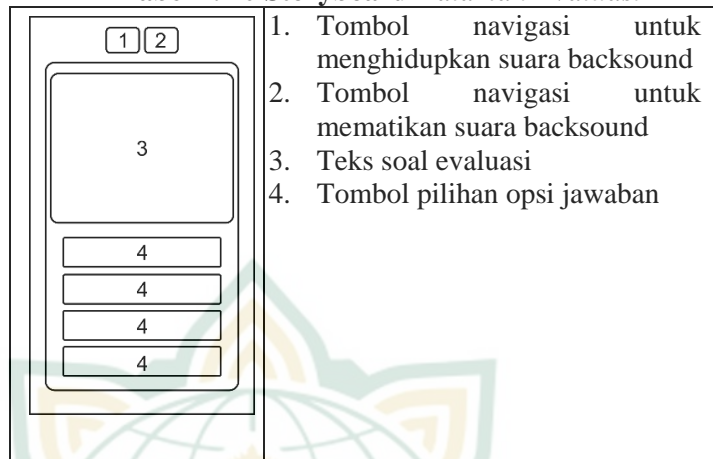 1 2
3
4
4
4
4
1. Tombol navigasi untuk
menghidupkan suara backsound
2. Tombol navigasi untuk
mematikan suara backsound
3. Teks soal evaluasi
4. Tombol pilihan opsi jawaban